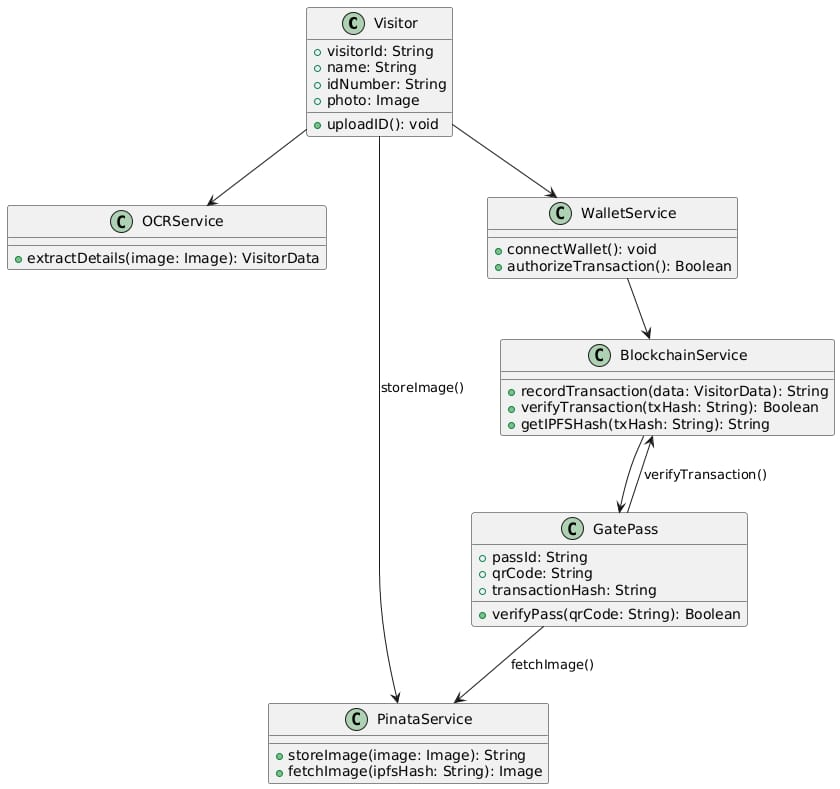 C Visitor
visitorId: String
name: String
idNumber: String
photo: Image
uploadID(): void
C OCRService
extractDetails(image: Image): VisitorData
C WalletService
connectWallet(): void
authorizeTransaction(): Boolean
C BlockchainService
recordTransaction(data: VisitorData): String
verifyTransaction(txHash: String): Boolean
getIPFSHash(txHash: String): String
storeImage()
verifyTransaction()
C GatePass
passId: String
qrCode: String
transactionHash: String
verifyPass(qrCode: String): Boolean
fetchImage()
C PinataService
storeImage(image: Image): String
fetchImage(ipfsHash: String): Image